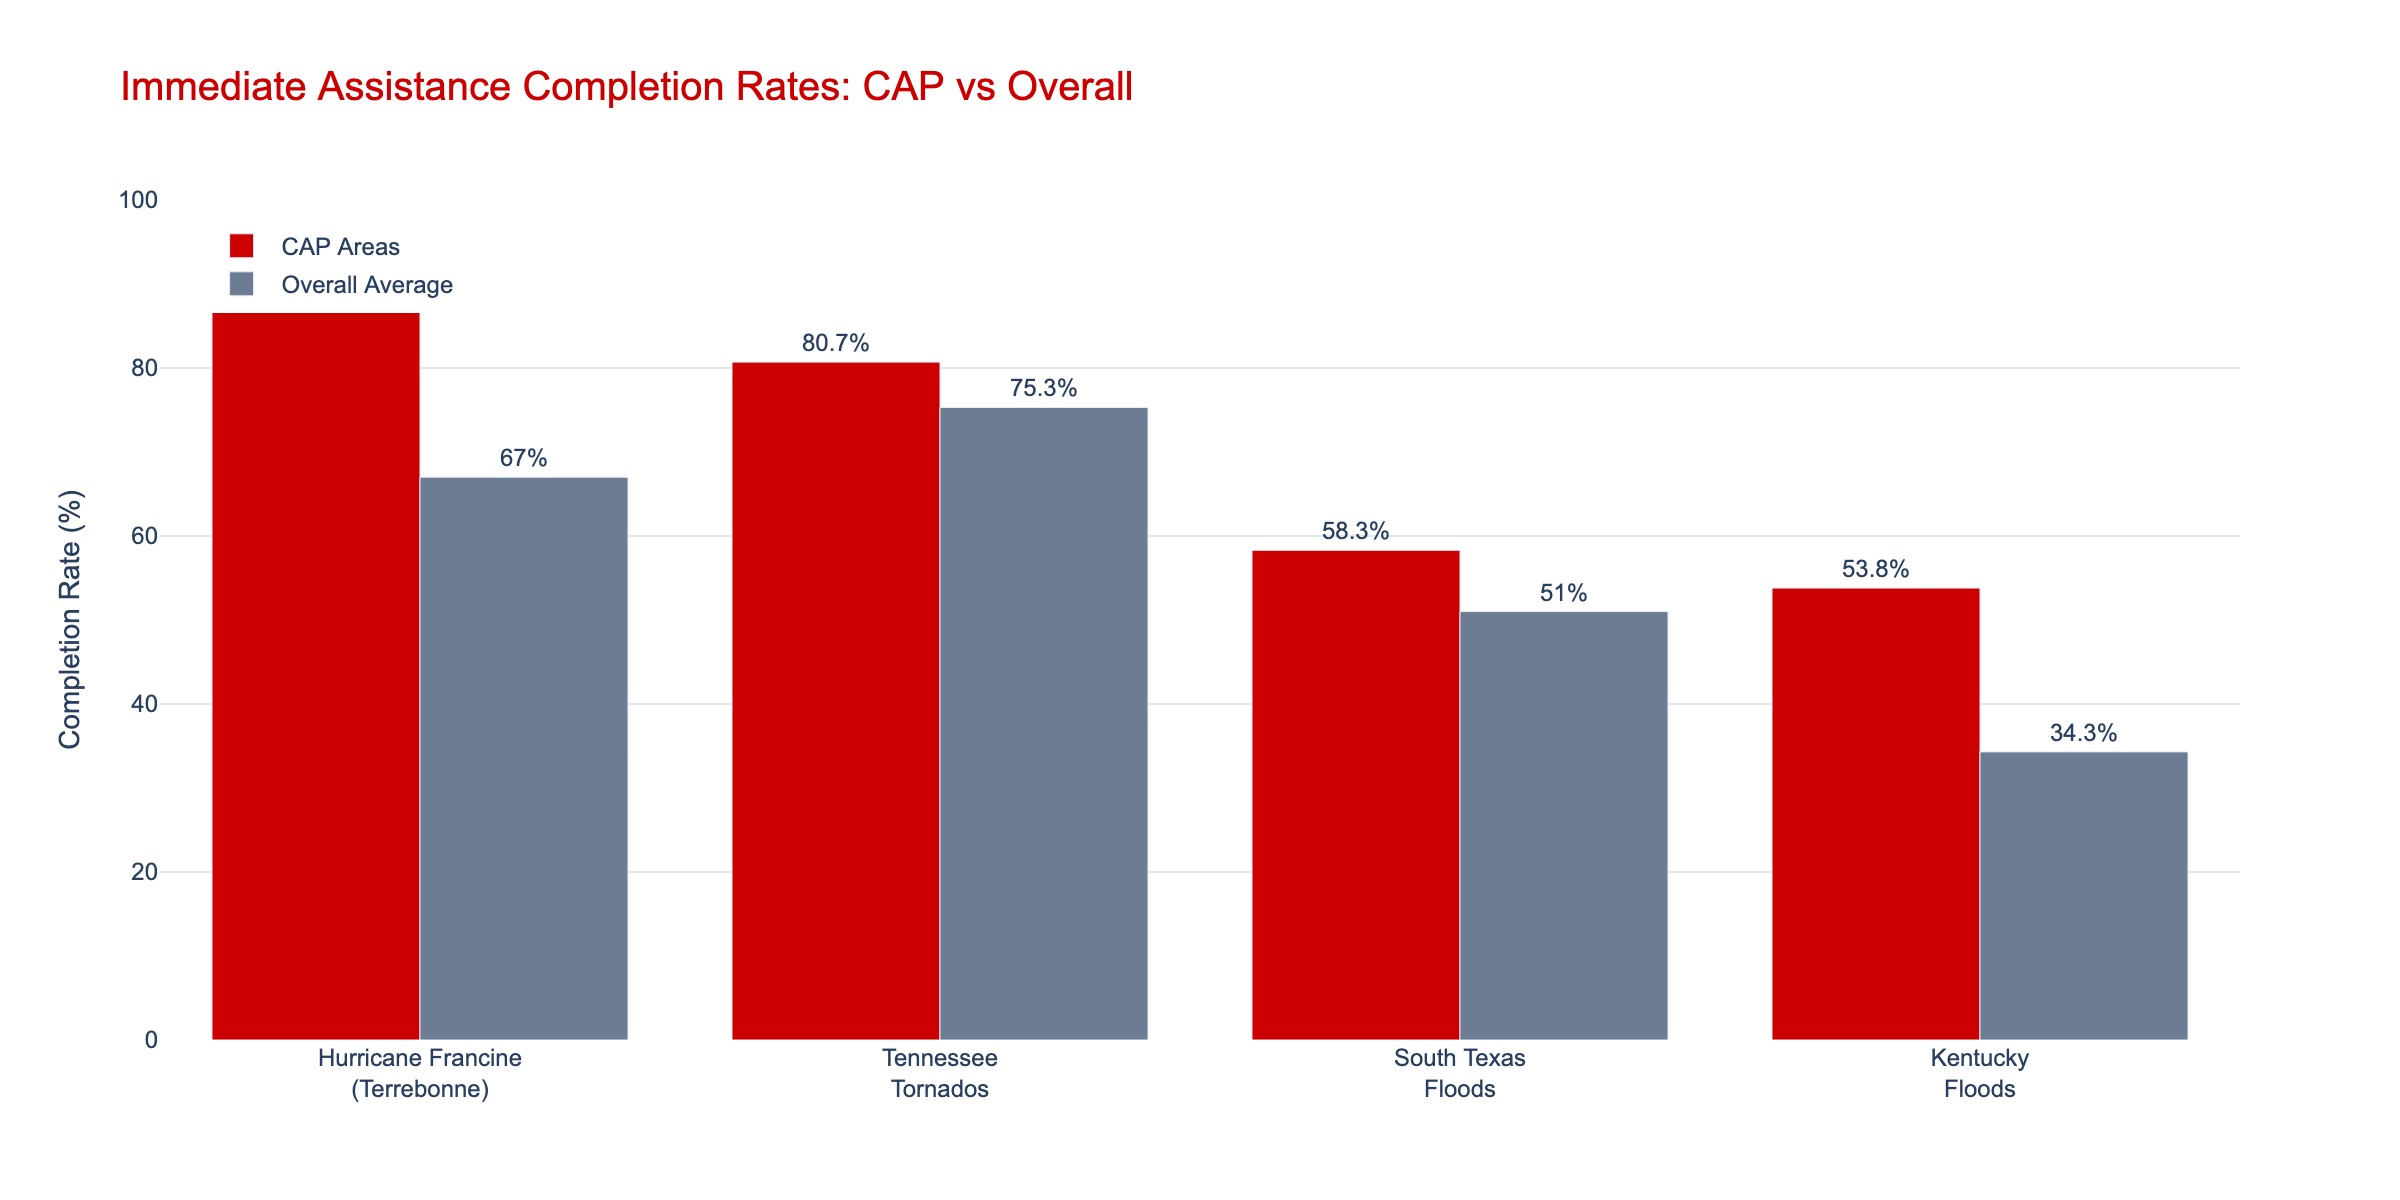 Immediate Assistance Completion Rates: CAP vs Overall
100
80
60
40
20
0
Completion Rate (%)
CAP Areas
Overall Average
67%
80.7%
75.3%
58.3%
51%
53.8%
34.3%
Hurricane Francine
(Terrebonne)
Tennessee
Tornados
South Texas
Floods
Kentucky
Floods